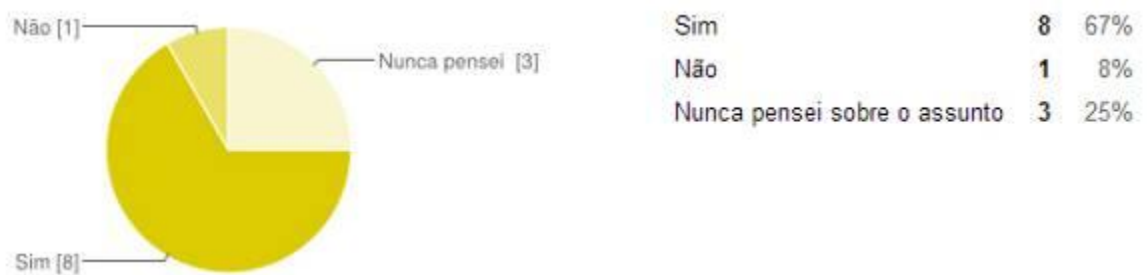 Não [1]
Nunca pensei [3]
Sim [8]
Sim 8 67%
Não 1 8%
Nunca pensei sobre o assunto 3 25%